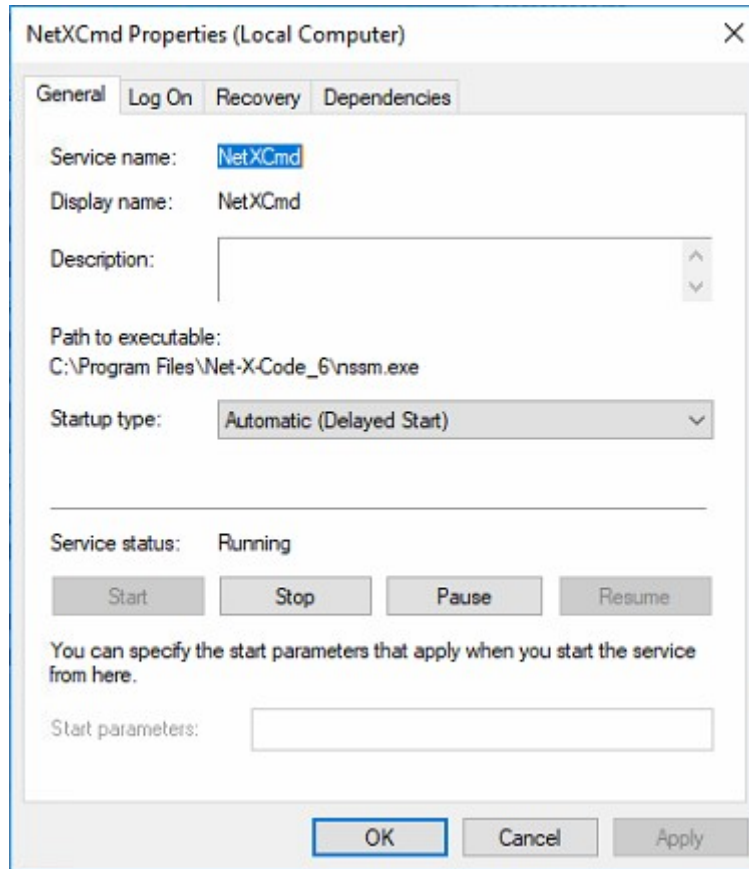 NetXCmd Properties (Local Computer)
General Log On Recovery Dependencies
Service name: NetXCmd
Display name: NetXCmd
Description:
Path to executable:
C:\Program Files\Net-X-Code_6\nssm.exe
Startup type: Automatic (Delayed Start)
Service status: Running
Start Stop Pause Resume
You can specify the start parameters that apply when you start the service
from here.
Start parameters:
OK Cancel Apply